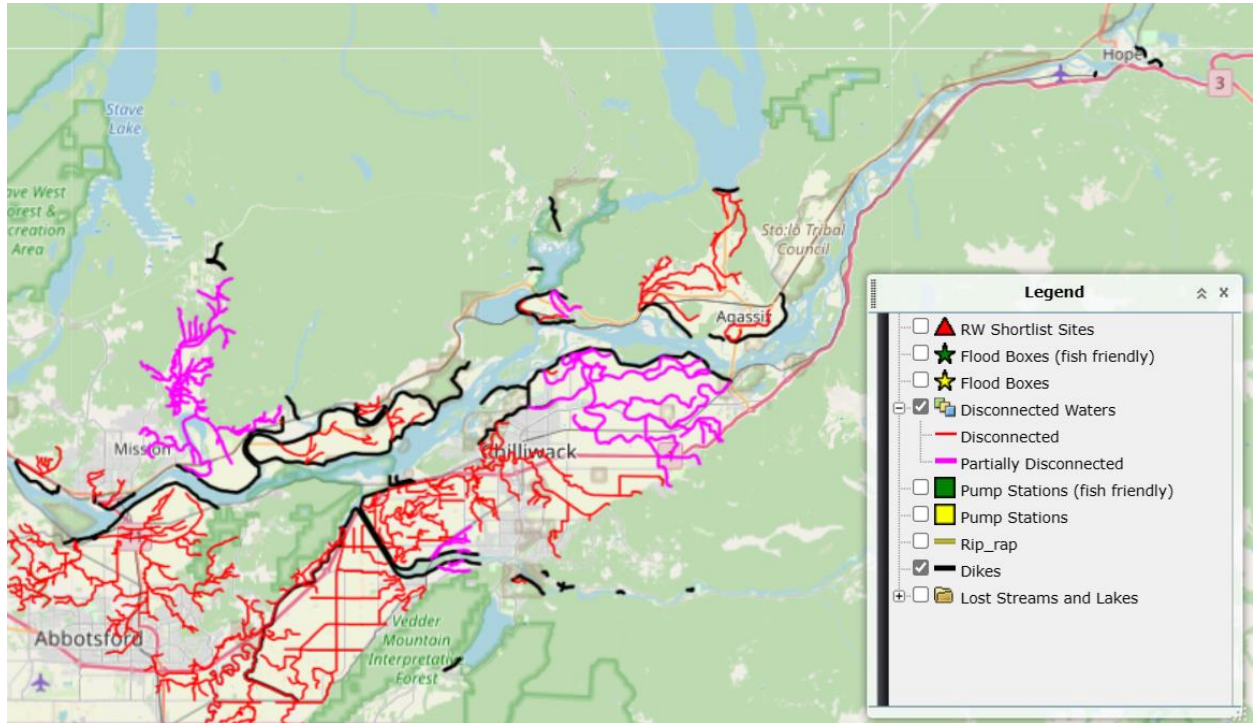 Hope
3
Stave
Lake
ave West
orest &
creation
Area
Sto:lo Tribal
Council
Agassiz
Mission
Chilliwack
Abbotsford
Vedder
Mountain
Interpretative
Forest
Legend
RW Shortlist Sites
Flood Boxes (fish friendly)
Flood Boxes
Disconnected Waters
Disconnected
Partially Disconnected
Pump Stations (fish friendly)
Pump Stations
Rip_rap
Dikes
Lost Streams and Lakes